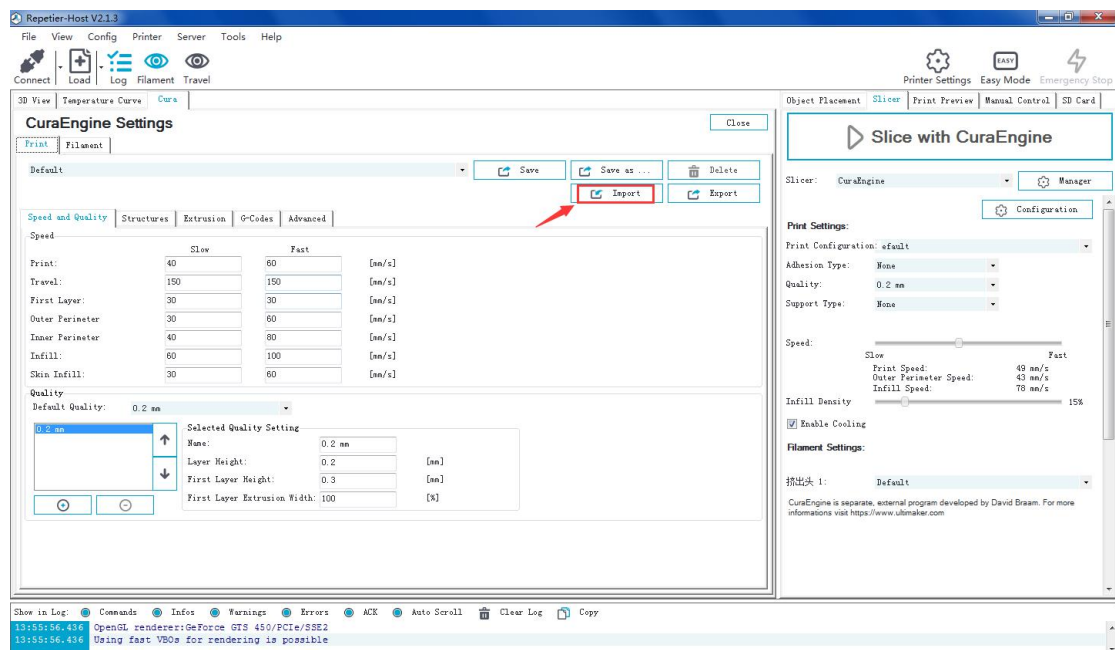 Repetier-Host V2.1.3
File View Config Printer Server Tools Help
EASY
Connect Load Log Filament Travel
Printer Settings Easy Mode Emergency Stop
3D View Temperature Curve Cura
Object Placement Slicer Print Preview Manual Control SD Card
CuraEngine Settings
Close
Print Filament
Default
Save Save as ... Delete
Import Export
Speed and Quality Structures Extrusion G-Codes Advanced
Speed
Slow Fast
Print: 40 60 [mm/s]
Travel: 150 150 [mm/s]
First Layer: 30 30 [mm/s]
Outer Perimeter 30 60 [mm/s]
Inner Perimeter 40 80 [mm/s]
Infill: 60 100 [mm/s]
Skin Infill: 30 60 [mm/s]
Quality
Default Quality: 0.2 mm
0.2 mm
Selected Quality Setting
Name: 0.2 mm
Layer Height: 0.2 [mm]
First Layer Height: 0.3 [mm]
First Layer Extrusion Width: 100 [%]
Slice with CuraEngine
Slicer: CuraEngine Manager
Configuration
Print Settings:
Print Configuration: efault
Adhesion Type: None
Quality: 0.2 mm
Support Type: None
Speed:
Slow Fast
Print Speed: 49 mm/s
Outer Perimeter Speed: 43 mm/s
Infill Speed: 78 mm/s
Infill Density 15%
Enable Cooling
Filament Settings:
挤出头 1: Default
CuraEngine is separate, external program developed by David Braam. For more
informations visit https://www.ultimaker.com
Show in Log: Commands Infos Warnings Errors ACK Auto Scroll Clear Log Copy
13:55:56.436 OpenGL renderer:GeForce GTS 450/PCIe/SSE2
13:55:56.436 Using fast VBOs for rendering is possible